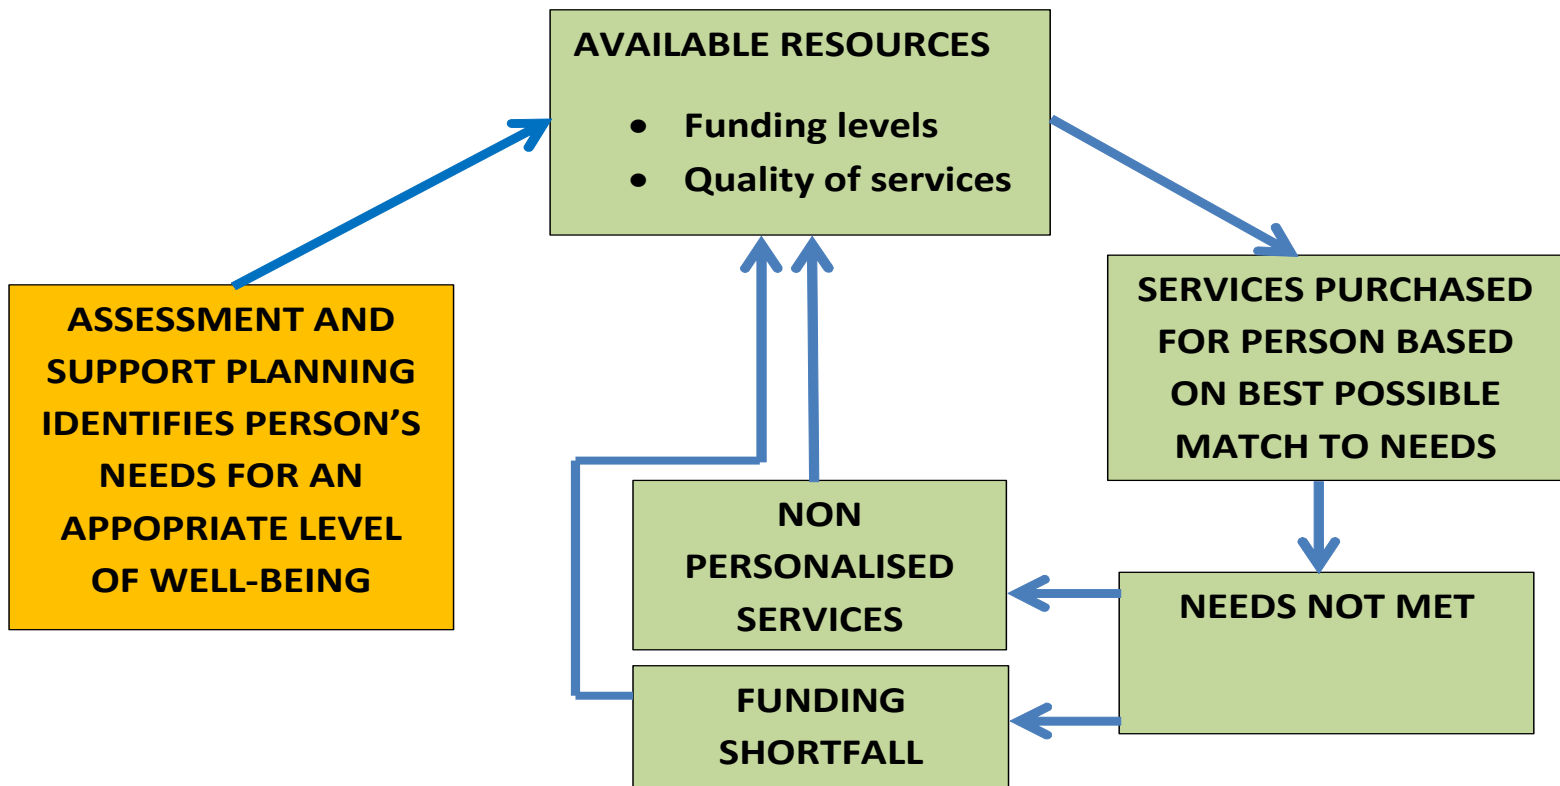 AVAILABLE RESOURCES
• Funding levels
• Quality of services
ASSESSMENT AND
SUPPORT PLANNING
IDENTIFIES PERSON’S
NEEDS FOR AN
APPOPRIATE LEVEL
OF WELL-BEING
SERVICES PURCHASED
FOR PERSON BASED
ON BEST POSSIBLE
MATCH TO NEEDS
NON
PERSONALISED
SERVICES
NEEDS NOT MET
FUNDING
SHORTFALL